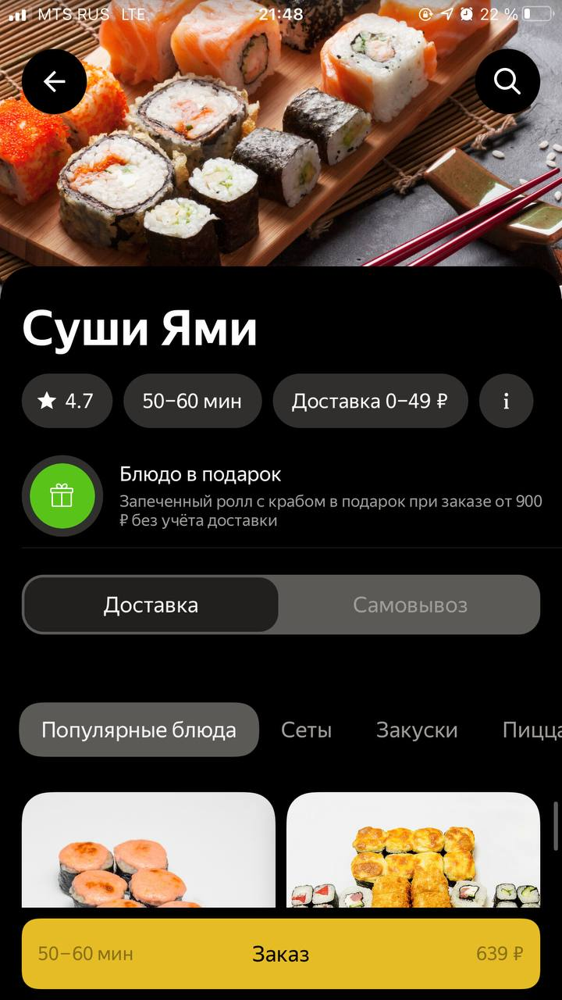 MTS RUS LTE 21:48 22 %
Суши Ями
4.7 50–60 мин Доставка 0–49 ₽ i
Блюдо в подарок
Запеченный ролл с крабом в подарок при заказе от 900
₽ без учёта доставки
Доставка Самовывоз
Популярные блюда Сеты Закуски Пицца
50–60 мин Заказ 639 ₽